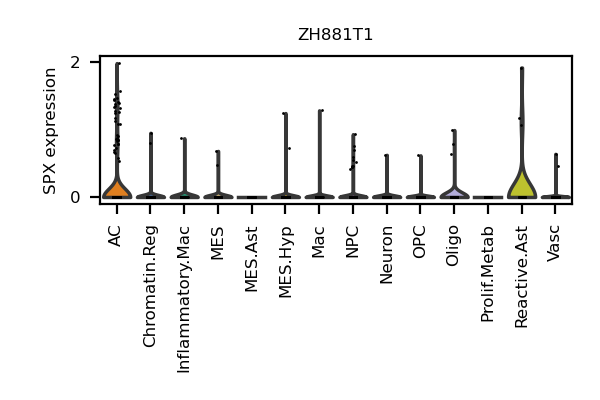 ZH881T1
SPX expression
2
0
AC
Chromatin.Reg
Inflammatory.Mac
MES
MES.Ast
MES.Hyp
Mac
NPC
Neuron
OPC
Oligo
Prolif.Metab
Reactive.Ast
Vasc